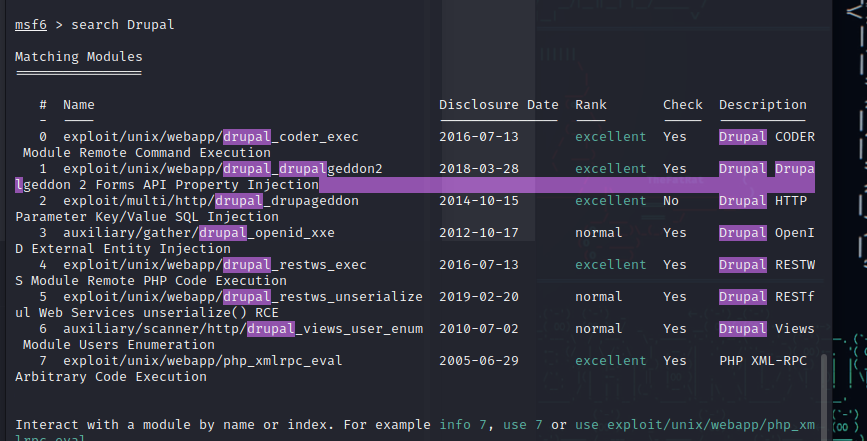 msf6 > search Drupal
Matching Modules
================
# Name Disclosure Date Rank Check Description
- ---- --------------- ---- ----- -----------
0 exploit/unix/webapp/drupal_coder_exec 2016-07-13 excellent Yes Drupal CODER
Module Remote Command Execution
1 exploit/unix/webapp/drupal_drupalgeddon2 2018-03-28 excellent Yes Drupal Drupa
lgeddon 2 Forms API Property Injection
2 exploit/multi/http/drupal_drupageddon 2014-10-15 excellent No Drupal HTTP
Parameter Key/Value SQL Injection
3 auxiliary/gather/drupal_openid_xxe 2012-10-17 normal Yes Drupal OpenI
D External Entity Injection
4 exploit/unix/webapp/drupal_restws_exec 2016-07-13 excellent Yes Drupal RESTW
S Module Remote PHP Code Execution
5 exploit/unix/webapp/drupal_restws_unserialize 2019-02-20 normal Yes Drupal RESTf
ul Web Services unserialize() RCE
6 auxiliary/scanner/http/drupal_views_user_enum 2010-07-02 normal Yes Drupal Views
Module Users Enumeration
7 exploit/unix/webapp/php_xmlrpc_eval 2005-06-29 excellent Yes PHP XML-RPC
Arbitrary Code Execution
Interact with a module by name or index. For example info 7, use 7 or use exploit/unix/webapp/php_xm
lrpc_eval